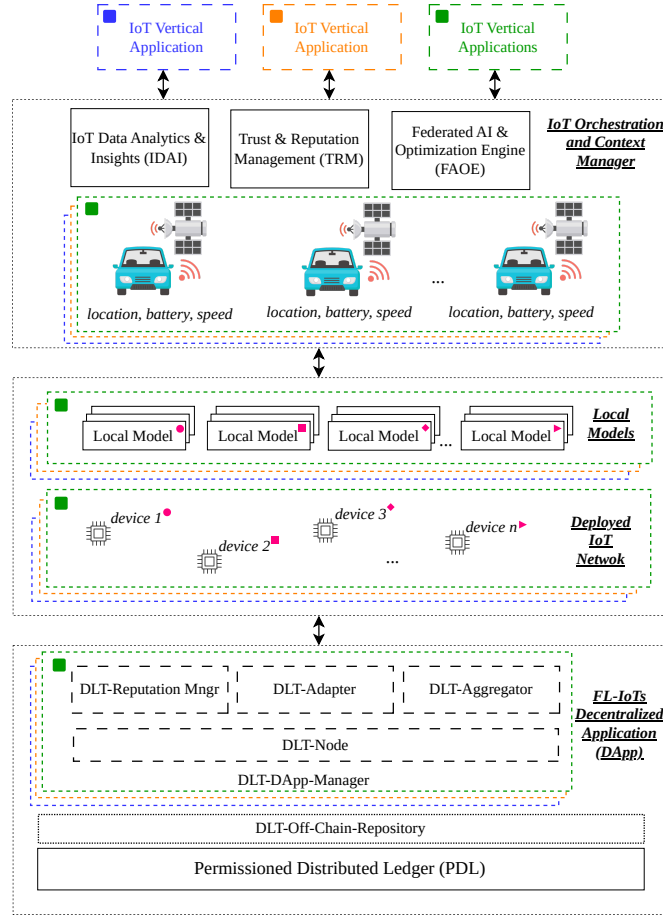 IoT Vertical
Application
IoT Vertical
Application
IoT Vertical
Applications
IoT Data Analytics &
Insights (IDAI)
Trust & Reputation
Management (TRM)
Federated AI &
Optimization Engine
(FAOE)
IoT Orchestration
and Context
Manager
...
location, battery, speed
location, battery, speed
location, battery, speed
Local Model
Local Model
Local Model
...
Local Model
Local
Models
device 1
device 2
device 3
...
device n
Deployed
IoT
Netwok
DLT-Reputation Mngr
DLT-Adapter
DLT-Aggregator
DLT-Node
DLT-DApp-Manager
FL-IoTs
Decentralized
Application
(DApp)
DLT-Off-Chain-Repository
Permissioned Distributed Ledger (PDL)